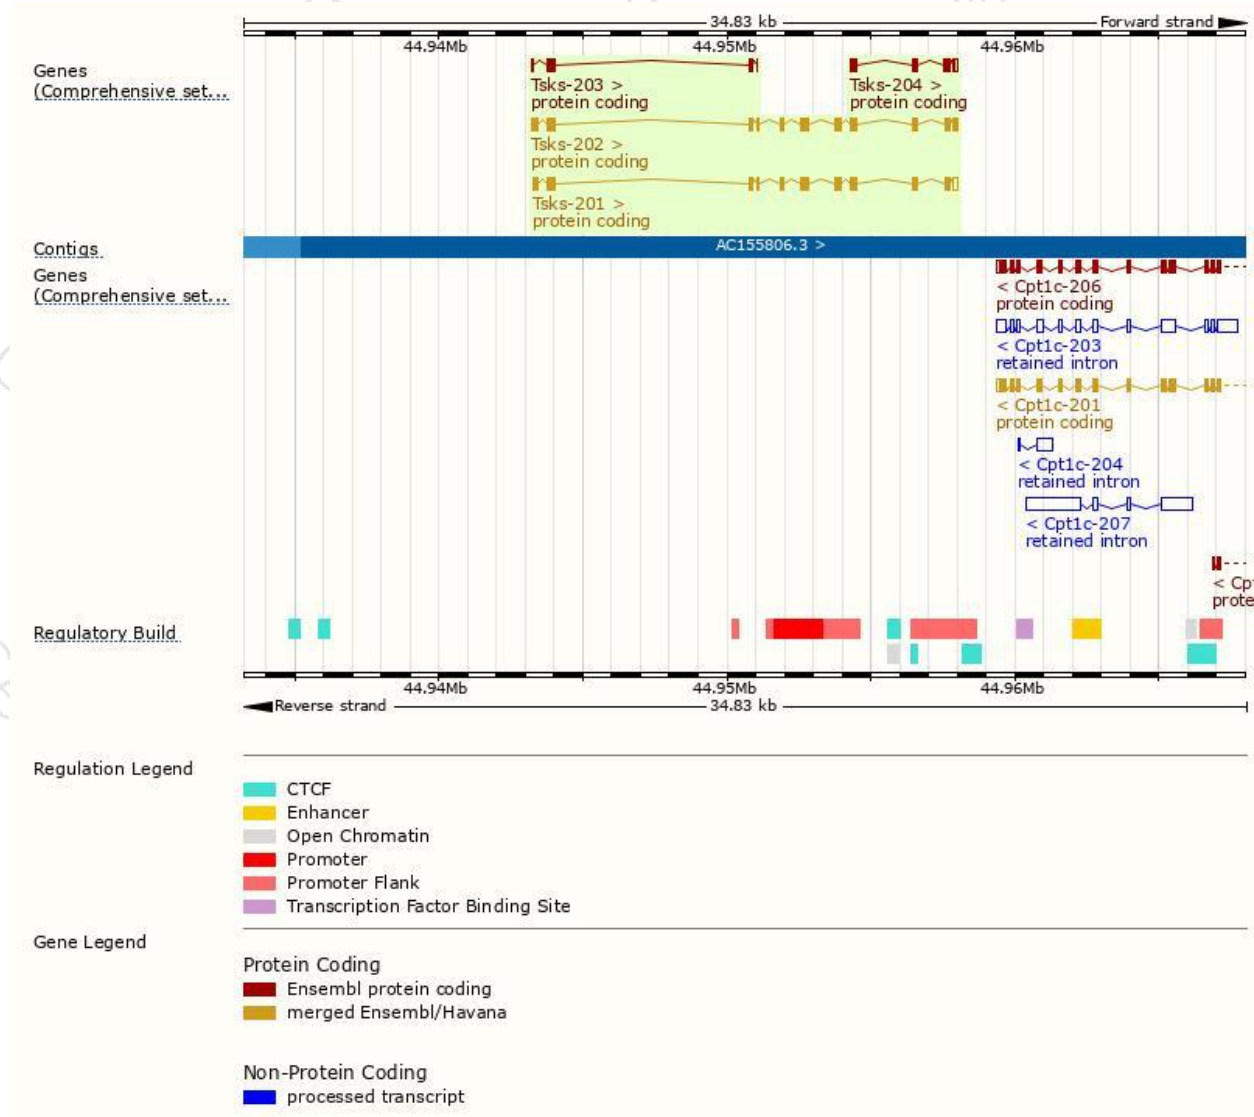 34.83 kb Forward strand
44.94Mb 44.95Mb 44.96Mb
Genes
(Comprehensive set...
Tsks-203 >
protein coding
Tsks-204 >
protein coding
Tsks-202 >
protein coding
Tsks-201 >
protein coding
Contigs
AC155806.3 >
Genes
(Comprehensive set...
< Cpt1c-206
protein coding
< Cpt1c-203
retained intron
< Cpt1c-201
protein coding
< Cpt1c-204
retained intron
< Cpt1c-207
retained intron
< Cp
prote
Regulatory Build
44.94Mb 44.95Mb 44.96Mb
Reverse strand 34.83 kb
Regulation Legend
CTCF
Enhancer
Open Chromatin
Promoter
Promoter Flank
Transcription Factor Binding Site
Gene Legend
Protein Coding
Ensembl protein coding
merged Ensembl/Havana
Non-Protein Coding
processed transcript